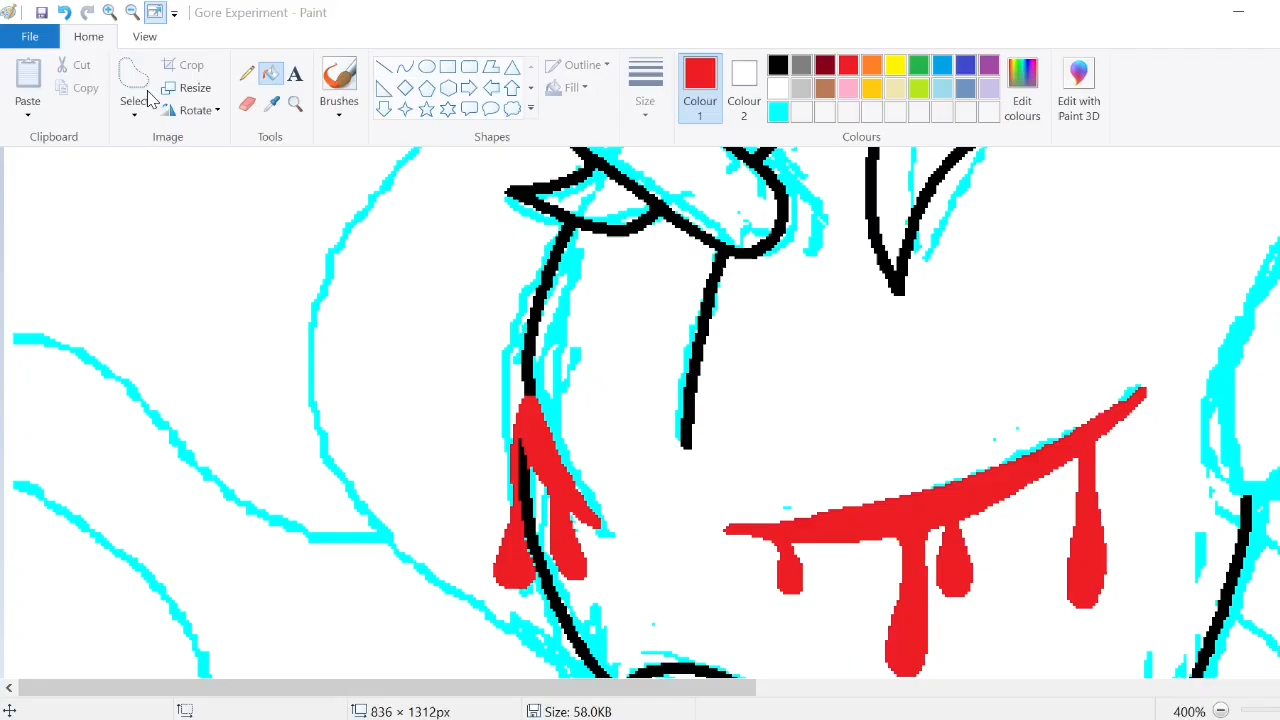 Gore Experiment - Paint
File Home View
Paste
Cut
Copy
Select
Crop
Resize
Rotate
A
Brushes
Outline
Fill
Size
Colour 1
Colour 2
Edit colours
Edit with Paint 3D
Clipboard Image Tools Shapes Colours
836 × 1312px Size: 58.0KB 400%